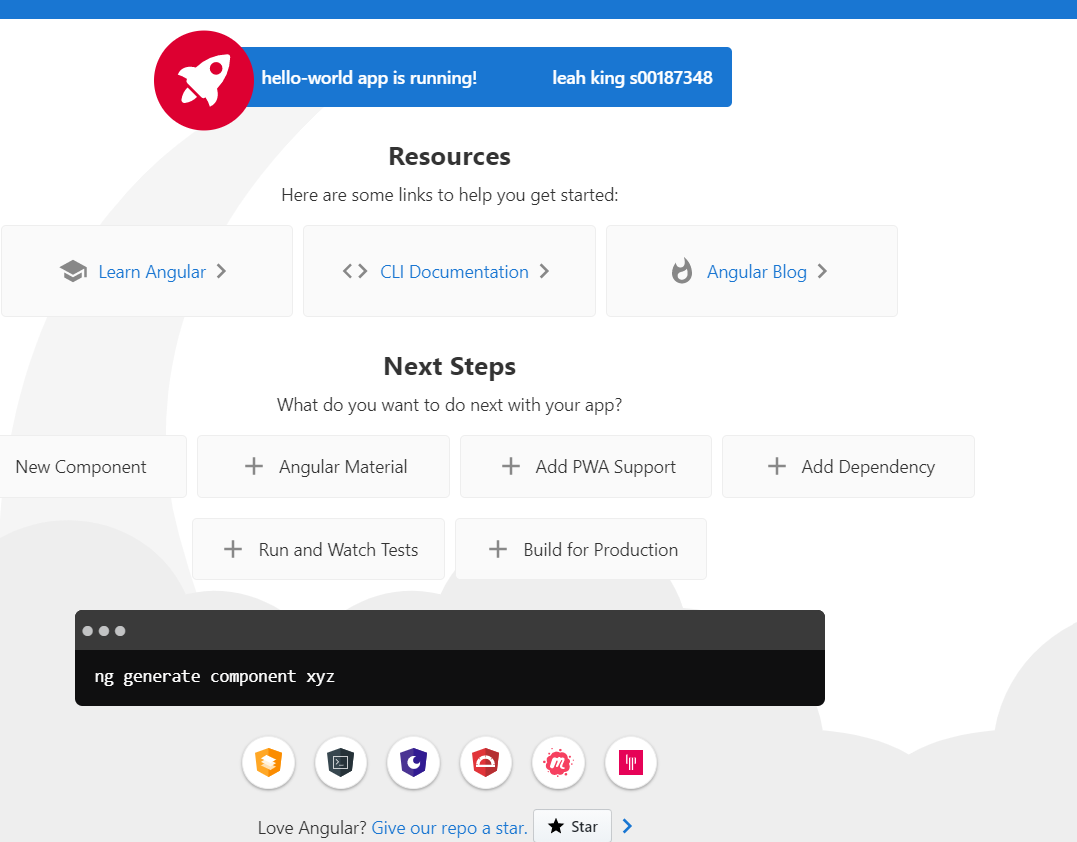 hello-world app is running! leah king s00187348
Resources
Here are some links to help you get started:
Learn Angular CLI Documentation Angular Blog
Next Steps
What do you want to do next with your app?
New Component Angular Material Add PWA Support Add Dependency
Run and Watch Tests Build for Production
ng generate component xyz
m
Love Angular? Give our repo a star. Star